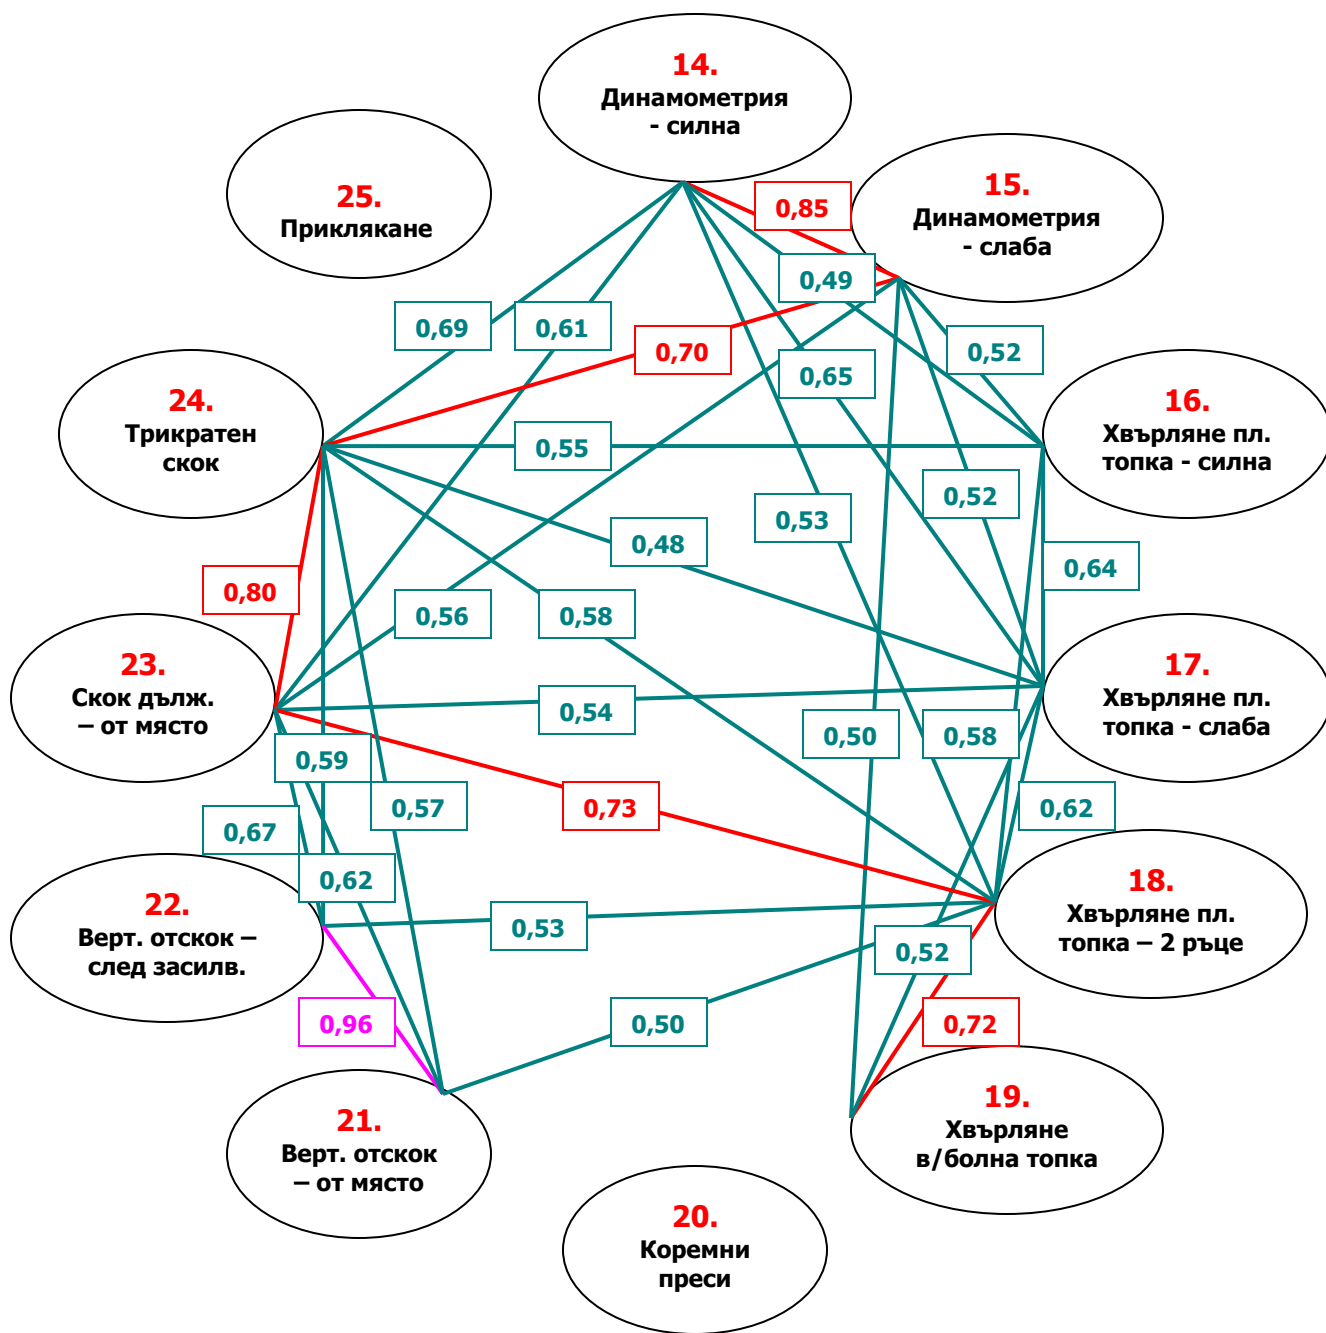 14.
Динамометрия
- силна
15.
Динамометрия
- слаба
25.
Приклякане
0,85
0,49
0,69
0,61
0,70
0,65
0,52
24.
Трикратен
скок
16.
Хвърляне пл.
топка - силна
0,55
0,52
0,53
0,48
0,64
0,80
0,56
0,58
23.
Скок дълж.
– от място
17.
Хвърляне пл.
топка - слаба
0,54
0,50
0,58
0,59
0,57
0,73
0,62
0,67
0,62
22.
Верт. отскок –
след засилв.
18.
Хвърляне пл.
топка – 2 ръце
0,53
0,52
0,96
0,50
0,72
21.
Верт. отскок
– от място
19.
Хвърляне
в/болна топка
20.
Коремни
преси